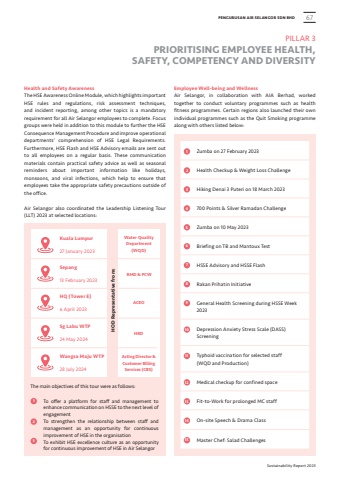 PENGURUSAN AIR SELANGOR SDN BHD 67
PILLAR 3
PRIORITISING EMPLOYEE HEALTH,
SAFETY, COMPETENCY AND DIVERSITY
Health and Safety Awareness
The HSE Awareness Online Module, which highlights important
HSE rules and regulations, risk assessment techniques,
and incident reporting, among other topics is a mandatory
requirement for all Air Selangor employees to complete. Focus
groups were held in addition to this module to further the HSE
Consequence Management Procedure and improve operational
departments' comprehension of HSE Legal Requirements.
Furthermore, HSE Flash and HSE Advisory emails are sent out
to all employees on a regular basis. These communication
materials contain practical safety advice as well as seasonal
reminders about important information like holidays,
monsoons, and viral infections, which help to ensure that
employees take the appropriate safety precautions outside of
the office.
Air Selangor also coordinated the Leadership Listening Tour
(LLT) 2023 at selected locations:
Kuala Lumpur
27 January 2023
Sepang
13 February 2023
HQ (Tower E)
6 April 2023
Sg Labu WTP
24 May 2024
Wangsa Maju WTP
28 July 2024
HOD Representative from:
Water Quality
Department
(WQD)
RMD & PCW
ACES
HRD
Acting Director &
Customer Billing
Services (CBS)
The main objectives of this tour were as follows:
1 To offer a platform for staff and management to
enhance communication on HSSE to the next level of
engagement
2 To strengthen the relationship between staff and
management as an opportunity for continuous
improvement of HSE in the organisation
3 To exhibit HSE excellence culture as an opportunity
for continuous improvement of HSE in Air Selangor
Employee Well-being and Wellness
Air Selangor, in collaboration with AIA Berhad, worked
together to conduct voluntary programmes such as health
fitness programmes. Certain regions also launched their own
individual programmes such as the Quit Smoking programme
along with others listed below:
1 Zumba on 27 February 2023
2 Health Checkup & Weight Loss Challenge
3 Hiking Denai 3 Puteri on 18 March 2023
4 700 Points & Silver Ramadan Challenge
5 Zumba on 10 May 2023
6 Briefing on TB and Mantoux Test
7 HSSE Advisory and HSSE Flash
8 Rakan Prihatin Initiative
9 General Health Screening during HSSE Week
2023
10 Depression Anxiety Stress Scale (DASS)
Screening
11 Typhoid vaccination for selected staff
(WQD and Production)
12 Medical checkup for confined space
13 Fit-to-Work for prolonged MC staff
14 On-site Speech & Drama Class
15 Master Chef: Salad Challenges
Sustainability Report 2023